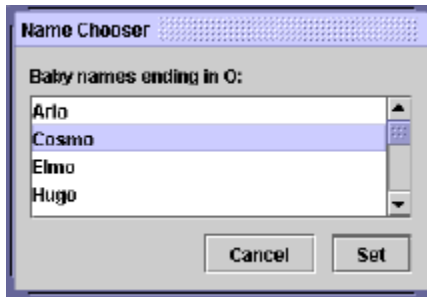 Name Chooser
Baby names ending in O:
Arlo
Cosmo
Elmo
Hugo
Cancel
Set